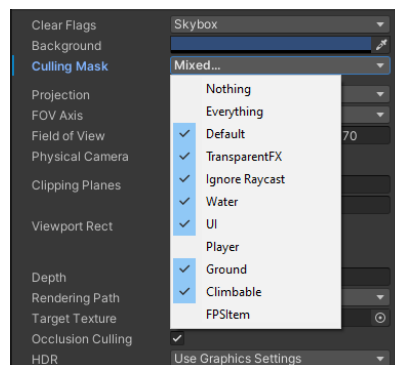 Clear Flags Skybox
Background
Culling Mask Mixed...
Nothing
Projection
Everything
FOV Axis
Default
Field of View 70
TransparentFX
Physical Camera
Ignore Raycast
Clipping Planes
Water
UI
Viewport Rect
Player
Ground
Depth
Climbable
Rendering Path
FPSItem
Target Texture
Occlusion Culling
HDR Use Graphics Settings